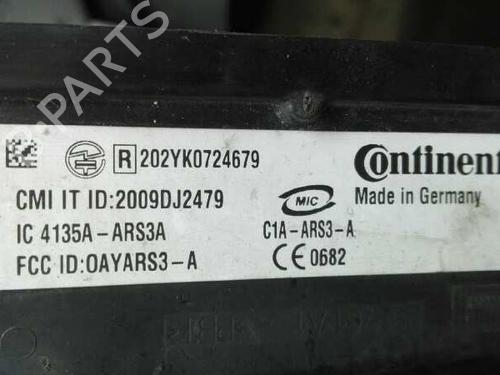 R 202YK0724679
Continent
CMI IT ID:2009DJ2479
MIC
Made in Germany
IC 4135A-ARS3A
C1A-ARS3-A
FCC ID:OAYARS3-A
CE 0682